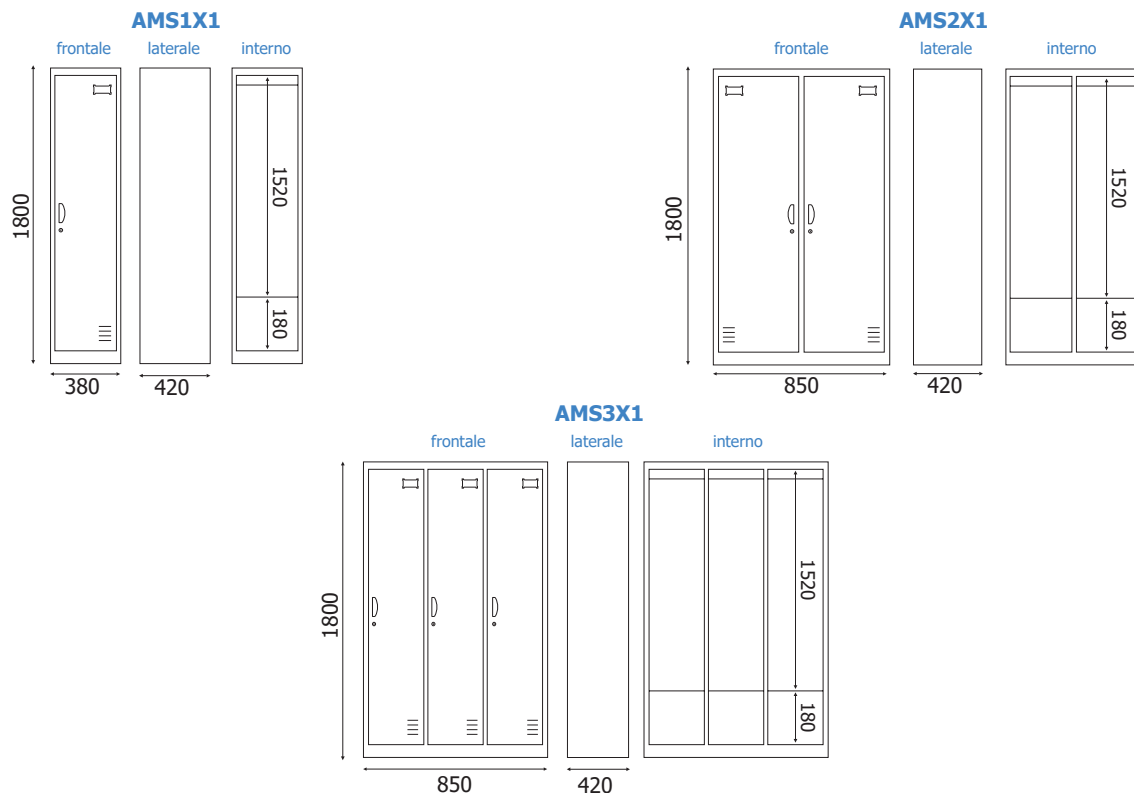 AMS1X1
frontale laterale interno
1800
1520
180
380 420
AMS2X1
frontale laterale interno
1800
1520
180
850 420
AMS3X1
frontale laterale interno
1800
1520
180
850 420